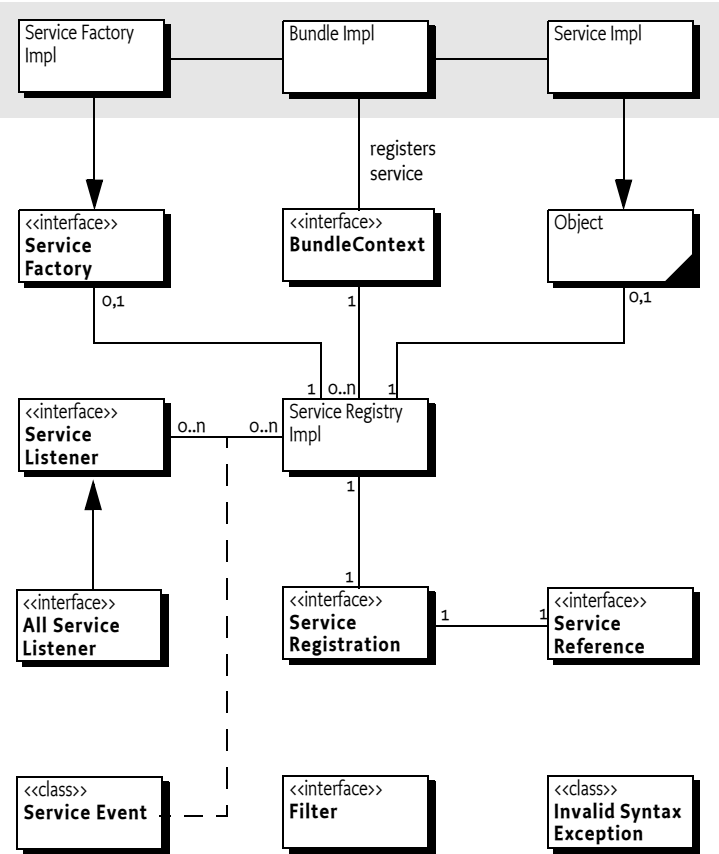 Service Factory
Impl
Bundle Impl
Service Impl
registers
service
<<interface>>
Service
Factory
<<interface>>
BundleContext
Object
0,1
1
0,1
1
0..n
1
<<interface>>
Service
Listener
0..n
0..n
Service Registry
Impl
1
1
<<interface>>
All Service
Listener
<<interface>>
Service
Registration
1
1
<<interface>>
Service
Reference
<<class>>
Service Event
<<interface>>
Filter
<<class>>
Invalid Syntax
Exception